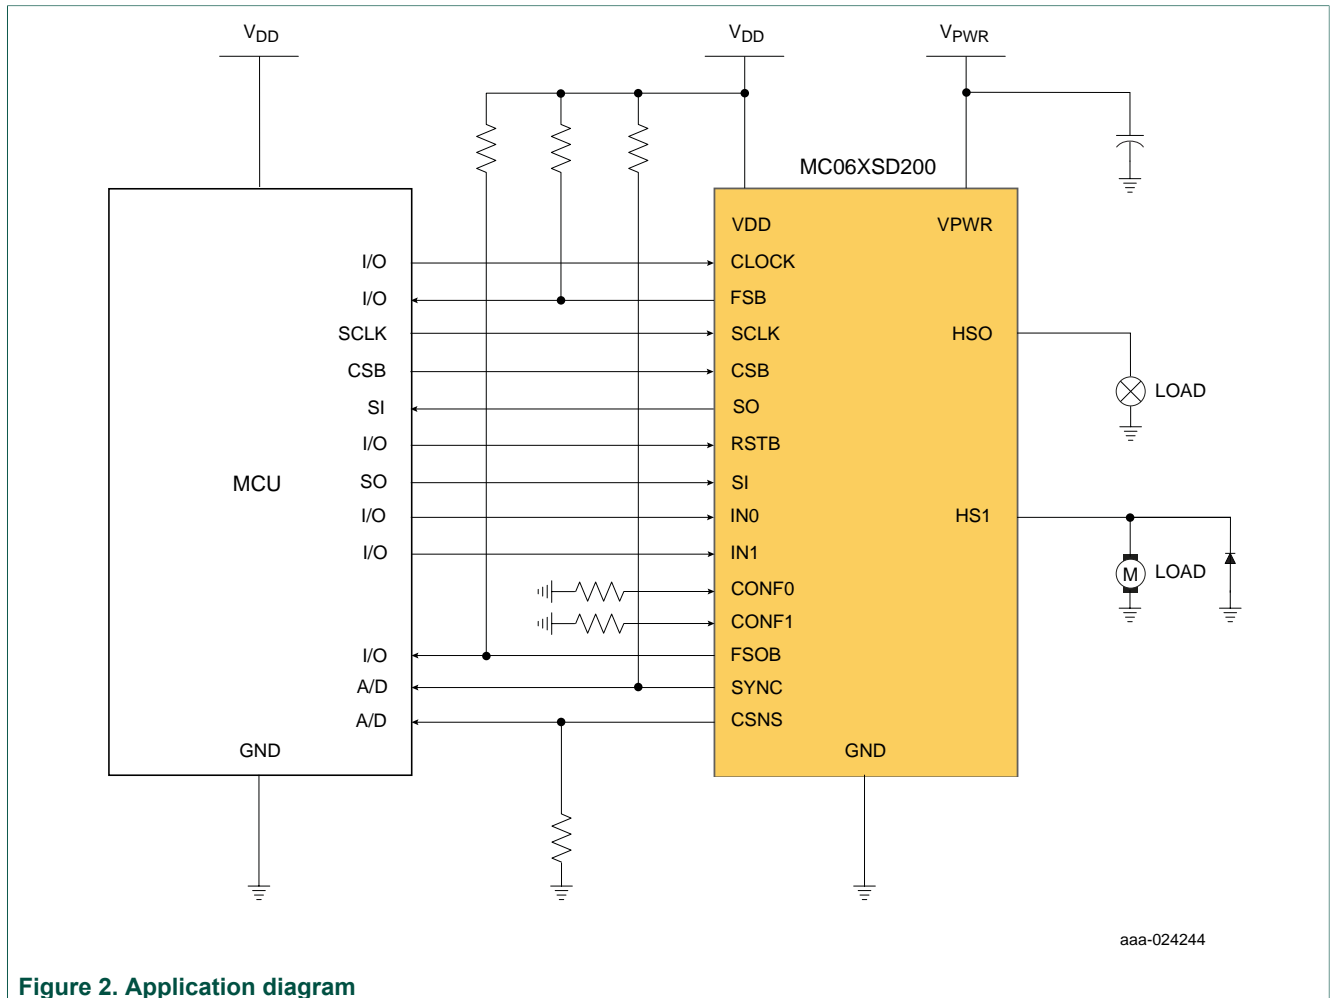 VDD VDD VPWR
MC06XSD200
VDD VPWR
I/O CLOCK
I/O FSB
SCLK SCLK HSO
CSB CSB
SI SO LOAD
I/O RSTB
MCU SO SI
I/O IN0 HS1
I/O IN1
M LOAD
CONF0
CONF1
I/O FSOB
A/D SYNC
A/D CSNS
GND GND
aaa-024244
Figure 2. Application diagram